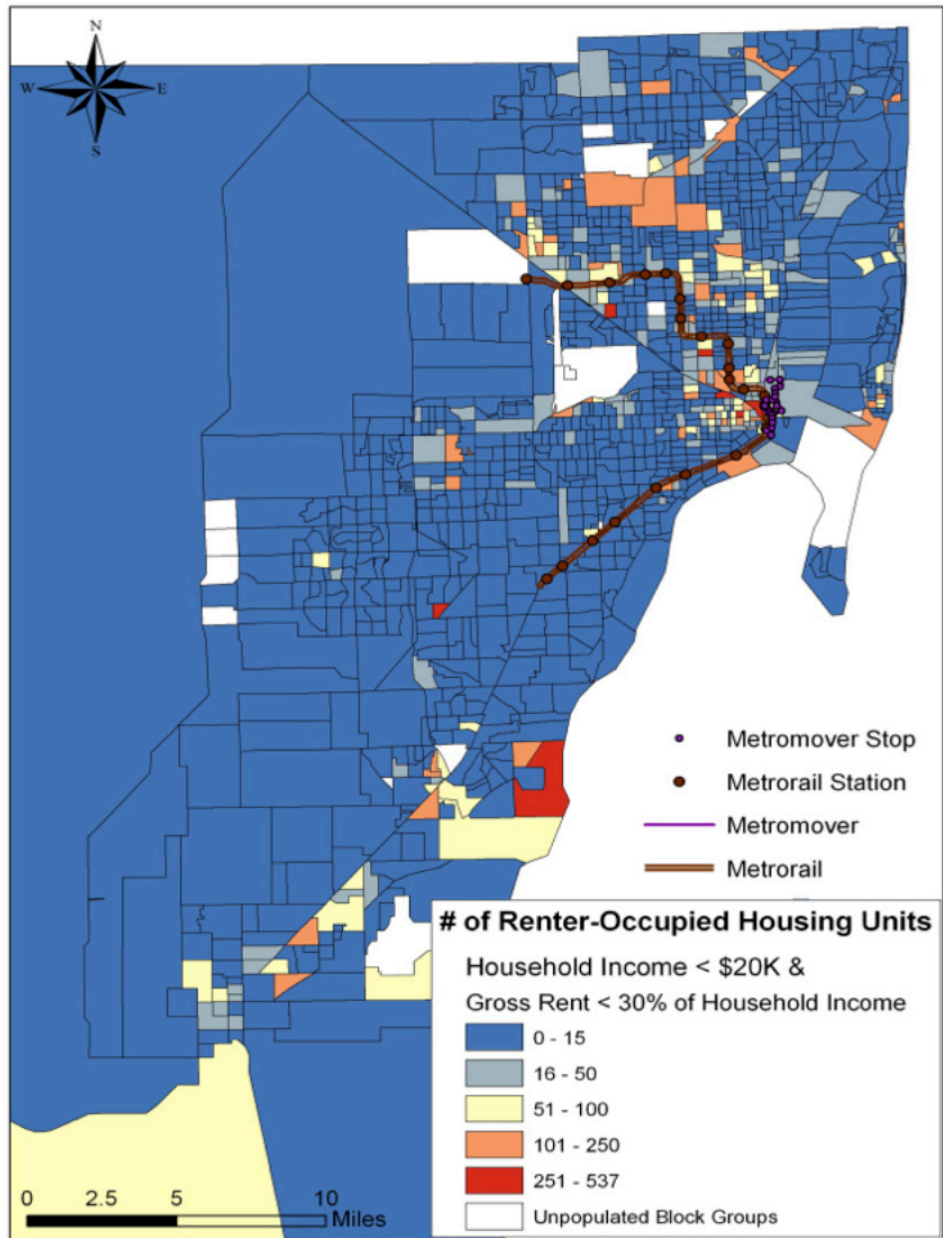 N
W E
S
Metromover Stop
Metrorail Station
Metromover
Metrorail
# of Renter-Occupied Housing Units
Household Income < $20K &
Gross Rent < 30% of Household Income
0 - 15
16 - 50
51 - 100
101 - 250
251 - 537
Unpopulated Block Groups
0 2.5 5 10
Miles